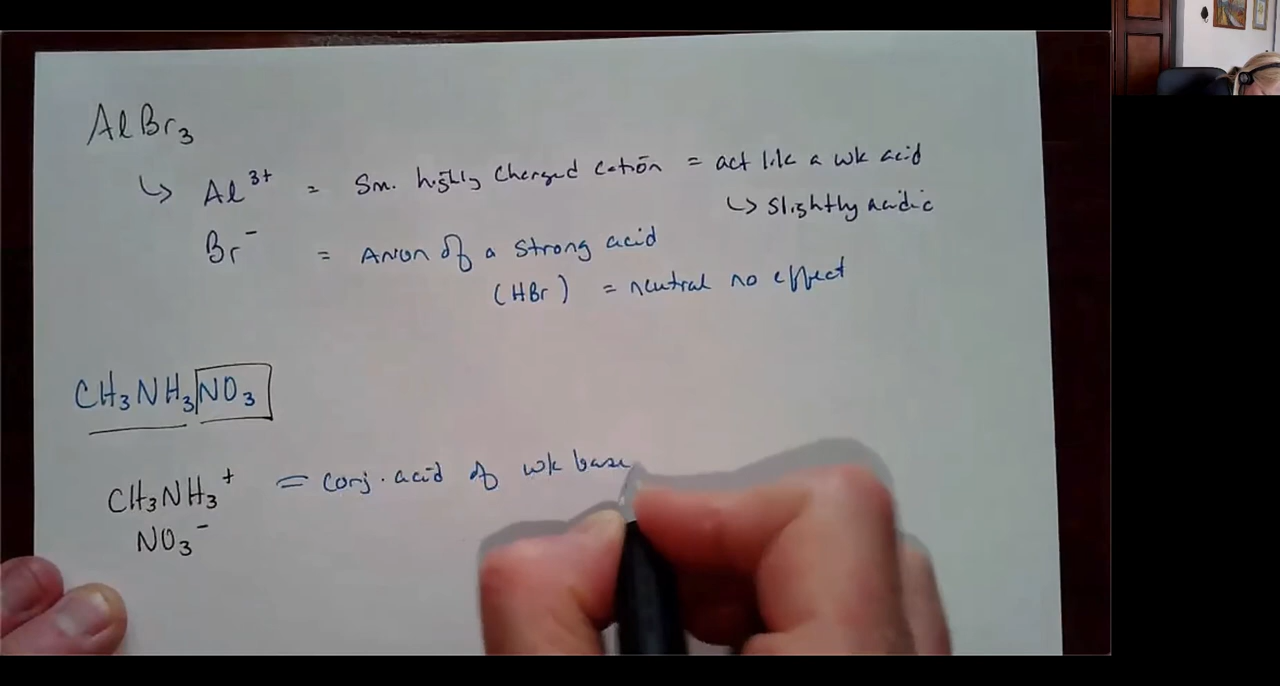 AlBr3
↳ Al3+ = Sm. highly charged cation = act like a wk acid
↳ slightly acidic
Br- = Anion of a strong acid
(HBr) = neutral no effect
CH3NH3NO3
CH3NH3+ = conj. acid of wk base
NO3-